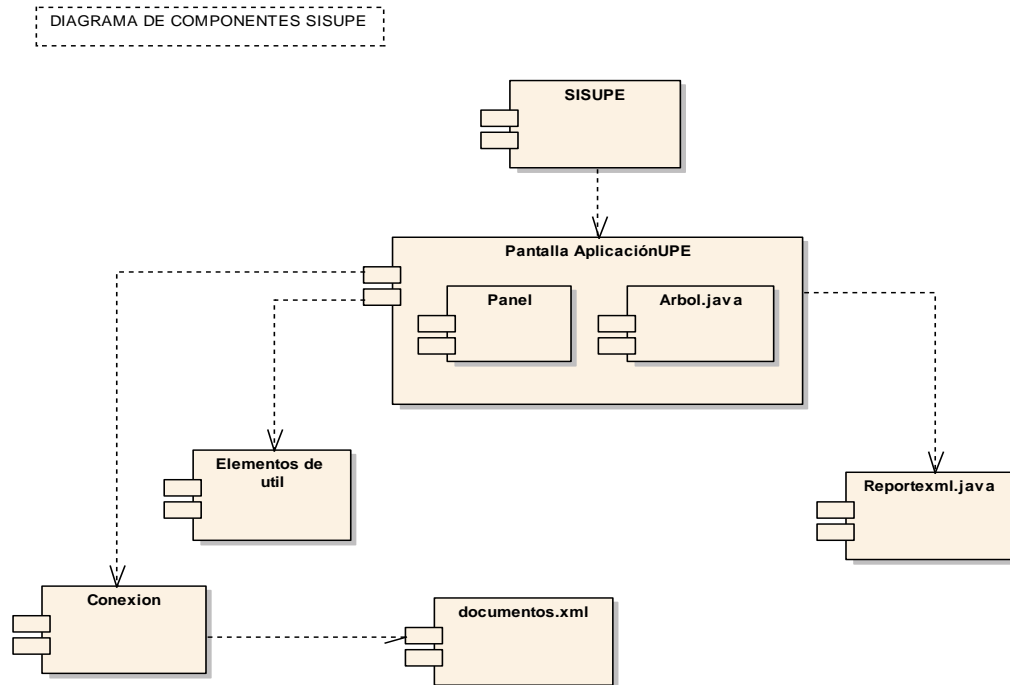 DIAGRAMA DE COMPONENTES SISUPE
SISUPE
Pantalla AplicaciónUPE
Panel
Arbol.java
Elementos de
util
Reportexml.java
Conexion
documentos.xml